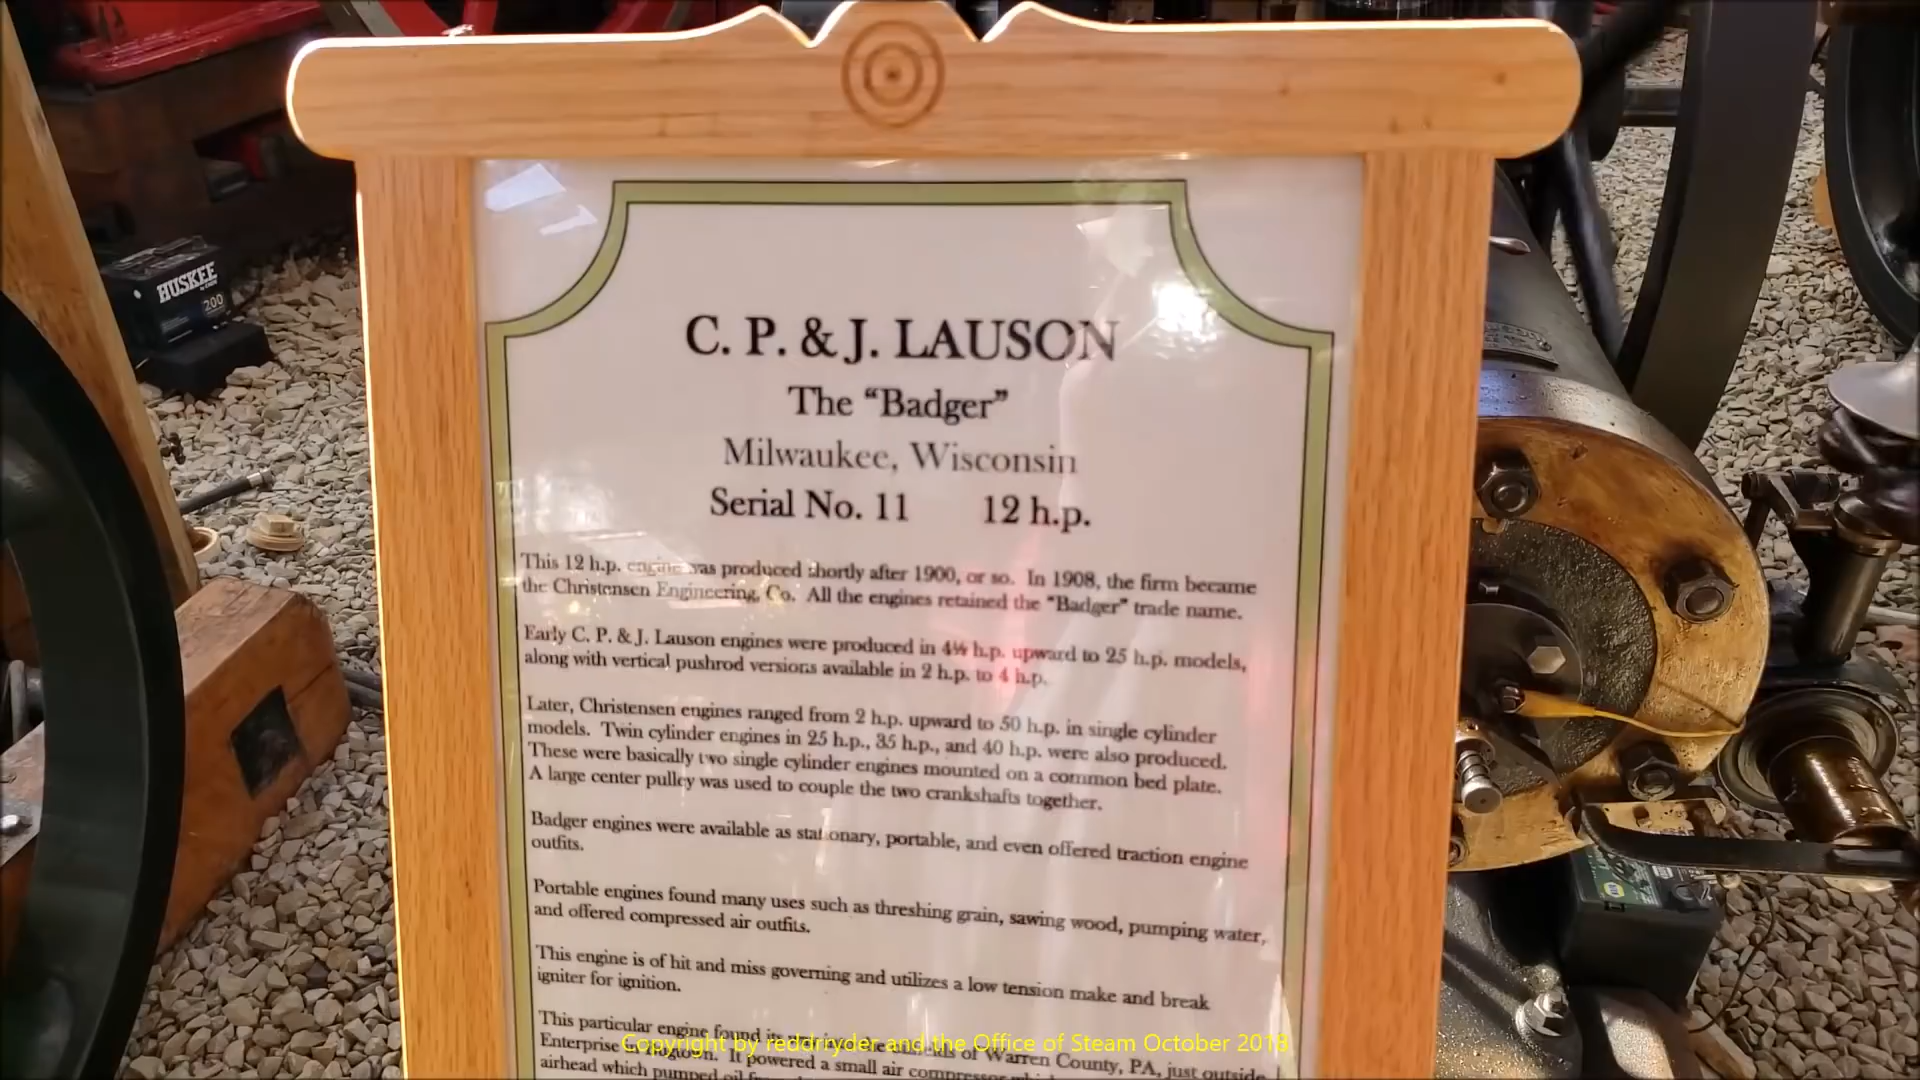 C. P. & J. LAUSON
The “Badger”
Milwaukee, Wisconsin
Serial No. 11 12 h.p.
This 12 h.p. engine was produced shortly after 1900, or so. In 1908, the firm became
the Christensen Engineering Co. All the engines retained the "Badger" trade name.
Early C. P. & J. Lauson engines were produced in 4½ h.p. upward to 25 h.p. models,
along with vertical pushrod versions available in 2 h.p. to 4 h.p.
Later, Christensen engines ranged from 2 h.p. upward to 50 h.p. in single cylinder
models. Twin cylinder engines in 25 h.p., 35 h.p., and 40 h.p. were also produced.
These were basically two single cylinder engines mounted on a common bed plate.
A large center pulley was used to couple the two crankshafts together.
Badger engines were available as stationary, portable, and even offered traction engine
outfits.
Portable engines found many uses such as threshing grain, sawing wood, pumping water,
and offered compressed air outfits.
This engine is of hit and miss governing and utilizes a low tension make and break
igniter for ignition.
This particular engine found its of Warren County, PA, just outside
Copyright by reddrryder and the Office of Steam October 2018
Enterprise It powered a small air compressor
airhead which pumped oil
HUSKEE
200